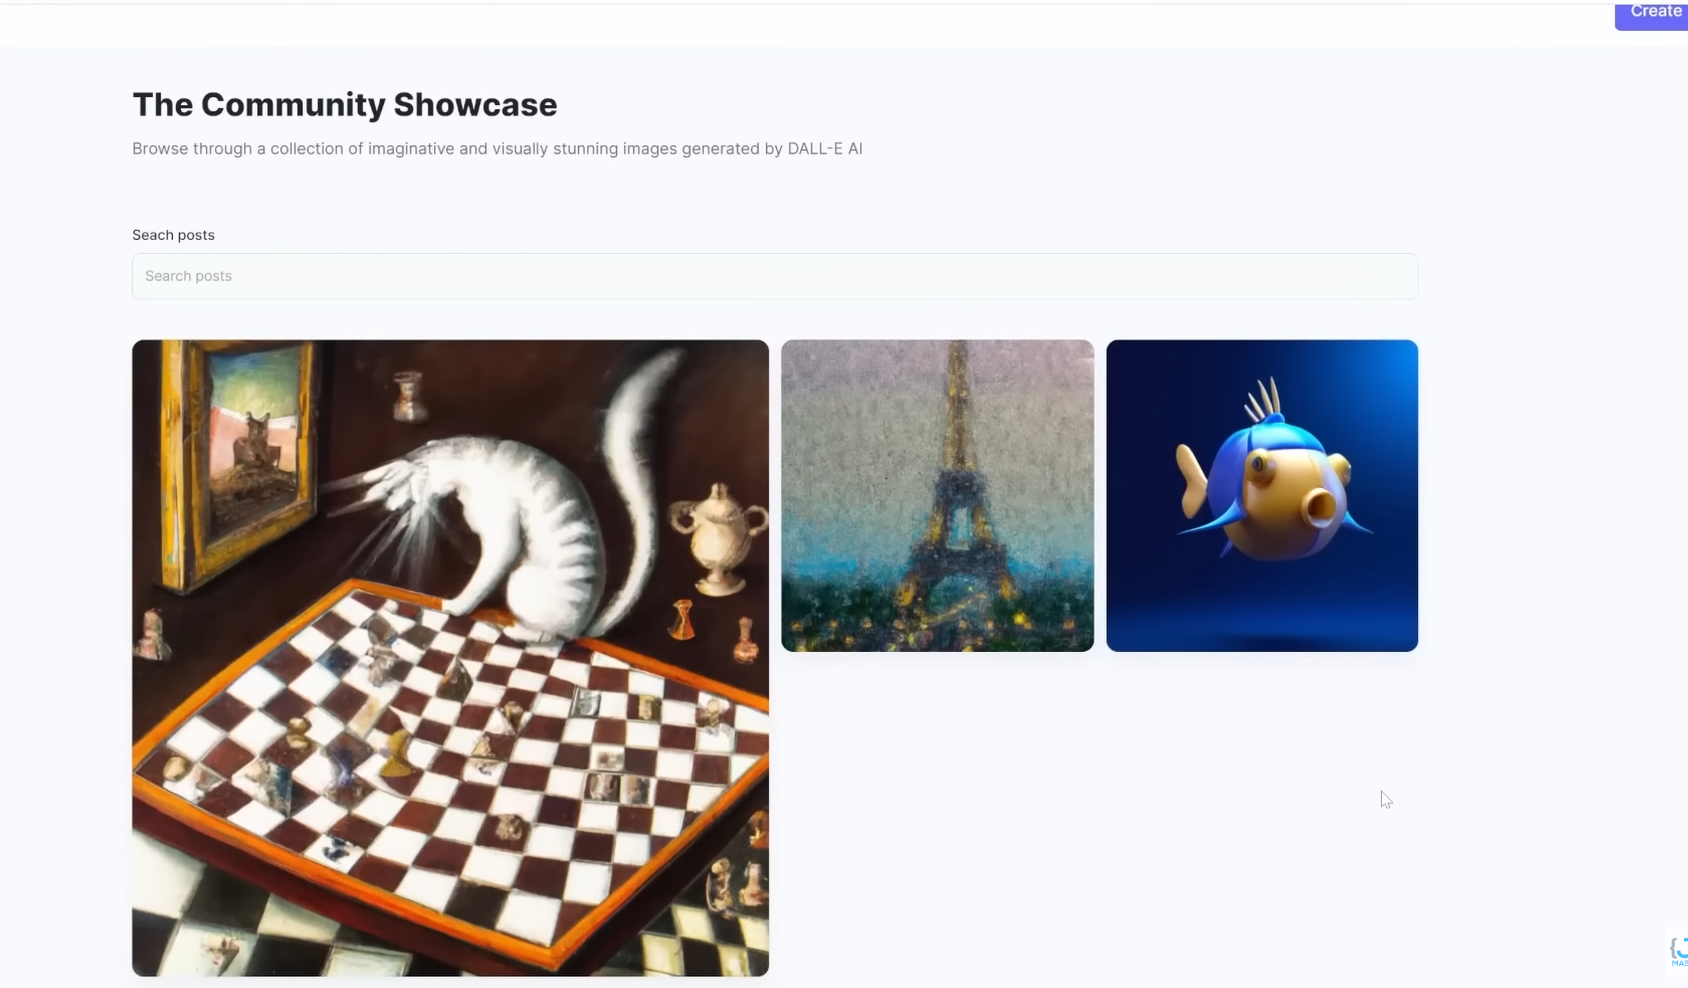 Create
The Community Showcase
Browse through a collection of imaginative and visually stunning images generated by DALL-E AI
Seach posts
Search posts